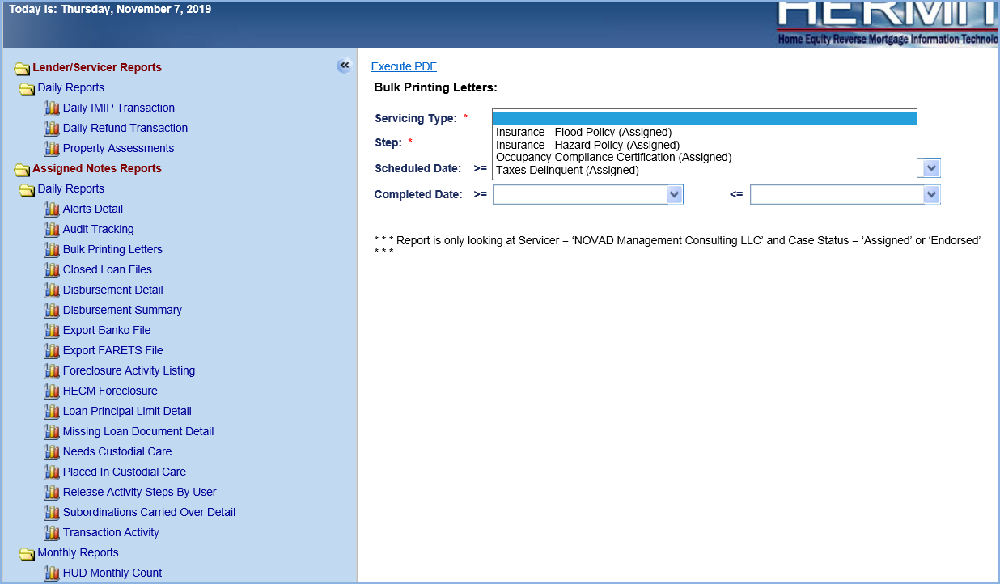 Today is: Thursday, November 7, 2019
HERMIT
Home Equity Reverse Mortgage Information Technolo
Lender/Servicer Reports
Daily Reports
Daily IMIP Transaction
Daily Refund Transaction
Property Assessments
Assigned Notes Reports
Daily Reports
Alerts Detail
Audit Tracking
Bulk Printing Letters
Closed Loan Files
Disbursement Detail
Disbursement Summary
Export Banko File
Export FARETS File
Foreclosure Activity Listing
HECM Foreclosure
Loan Principal Limit Detail
Missing Loan Document Detail
Needs Custodial Care
Placed In Custodial Care
Release Activity Steps By User
Subordinations Carried Over Detail
Transaction Activity
Monthly Reports
HUD Monthly Count
«
Execute PDF
Bulk Printing Letters:
Servicing Type: *
Insurance - Flood Policy (Assigned)
Step: *
Insurance - Hazard Policy (Assigned)
Occupancy Compliance Certification (Assigned)
Scheduled Date: >=
Taxes Delinquent (Assigned)
Completed Date: >= <=
* * * Report is only looking at Servicer = ‘NOVAD Management Consulting LLC’ and Case Status = ‘Assigned’ or ‘Endorsed’
* * *